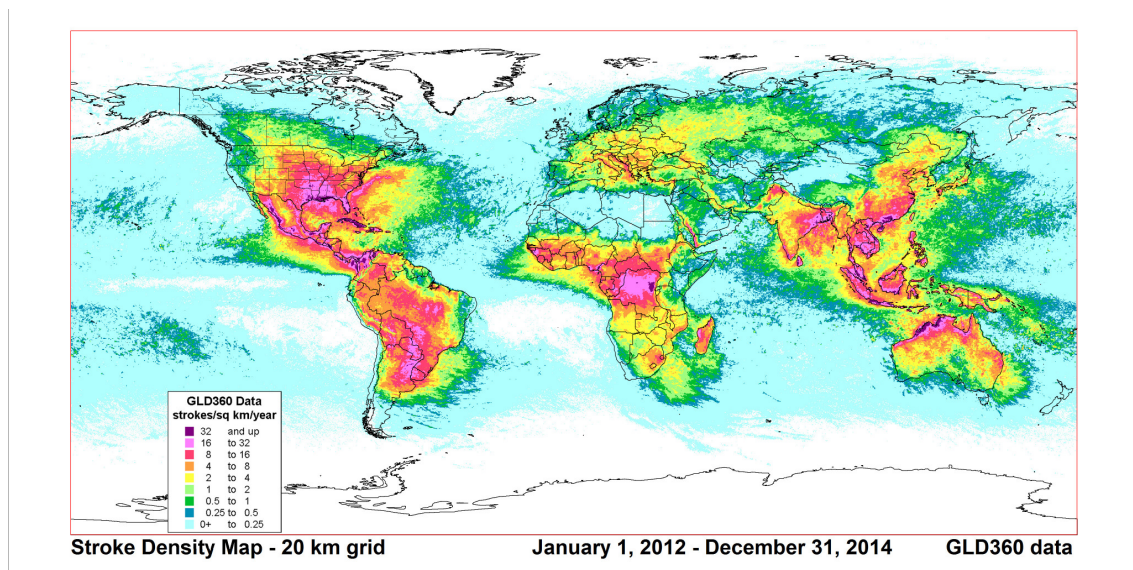 GLD360 Data
strokes/sq km/year
32 and up
16 to 32
8 to 16
4 to 8
2 to 4
1 to 2
0.5 to 1
0.25 to 0.5
0+ to 0.25
Stroke Density Map - 20 km grid January 1, 2012 - December 31, 2014 GLD360 data